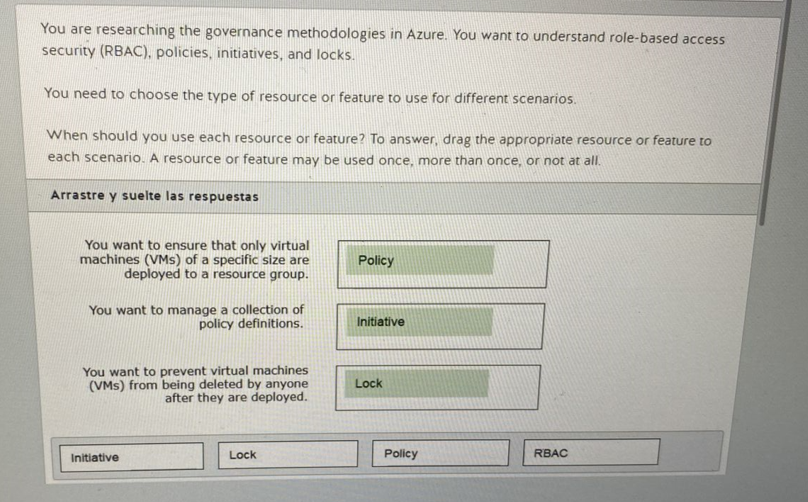 You are researching the governance methodologies in Azure. You want to understand role-based access
security (RBAC), policies, initiatives, and locks.
You need to choose the type of resource or feature to use for different scenarios.
When should you use each resource or feature? To answer, drag the appropriate resource or feature to
each scenario. A resource or feature may be used once, more than once, or not at all.
Arrastre y suelte las respuestas
You want to ensure that only virtual
machines (VMs) of a specific size are
deployed to a resource group.
Policy
You want to manage a collection of
policy definitions.
Initiative
You want to prevent virtual machines
(VMs) from being deleted by anyone
after they are deployed.
Lock
Initiative
Lock
Policy
RBAC